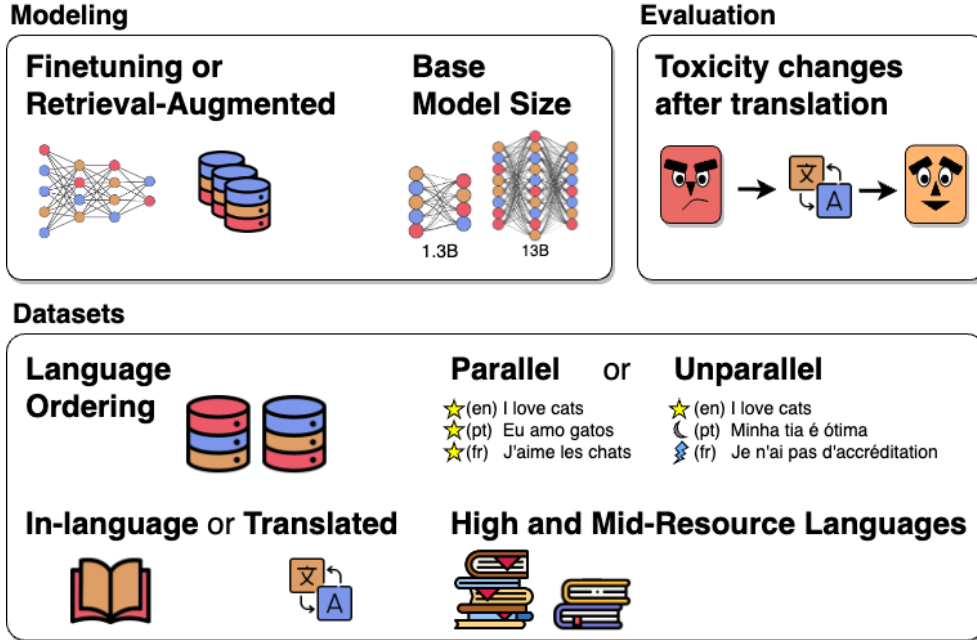 Modeling
Finetuning or
Retrieval-Augmented
Base
Model Size
1.3B
13B
Evaluation
Toxicity changes
after translation
文
A
Datasets
Language
Ordering
Parallel or Unparallel
(en) I love cats
(pt) Eu amo gatos
(fr) J'aime les chats
(en) I love cats
(pt) Minha tia é ótima
(fr) Je n'ai pas d'accréditation
In-language or Translated
文
A
High and Mid-Resource Languages